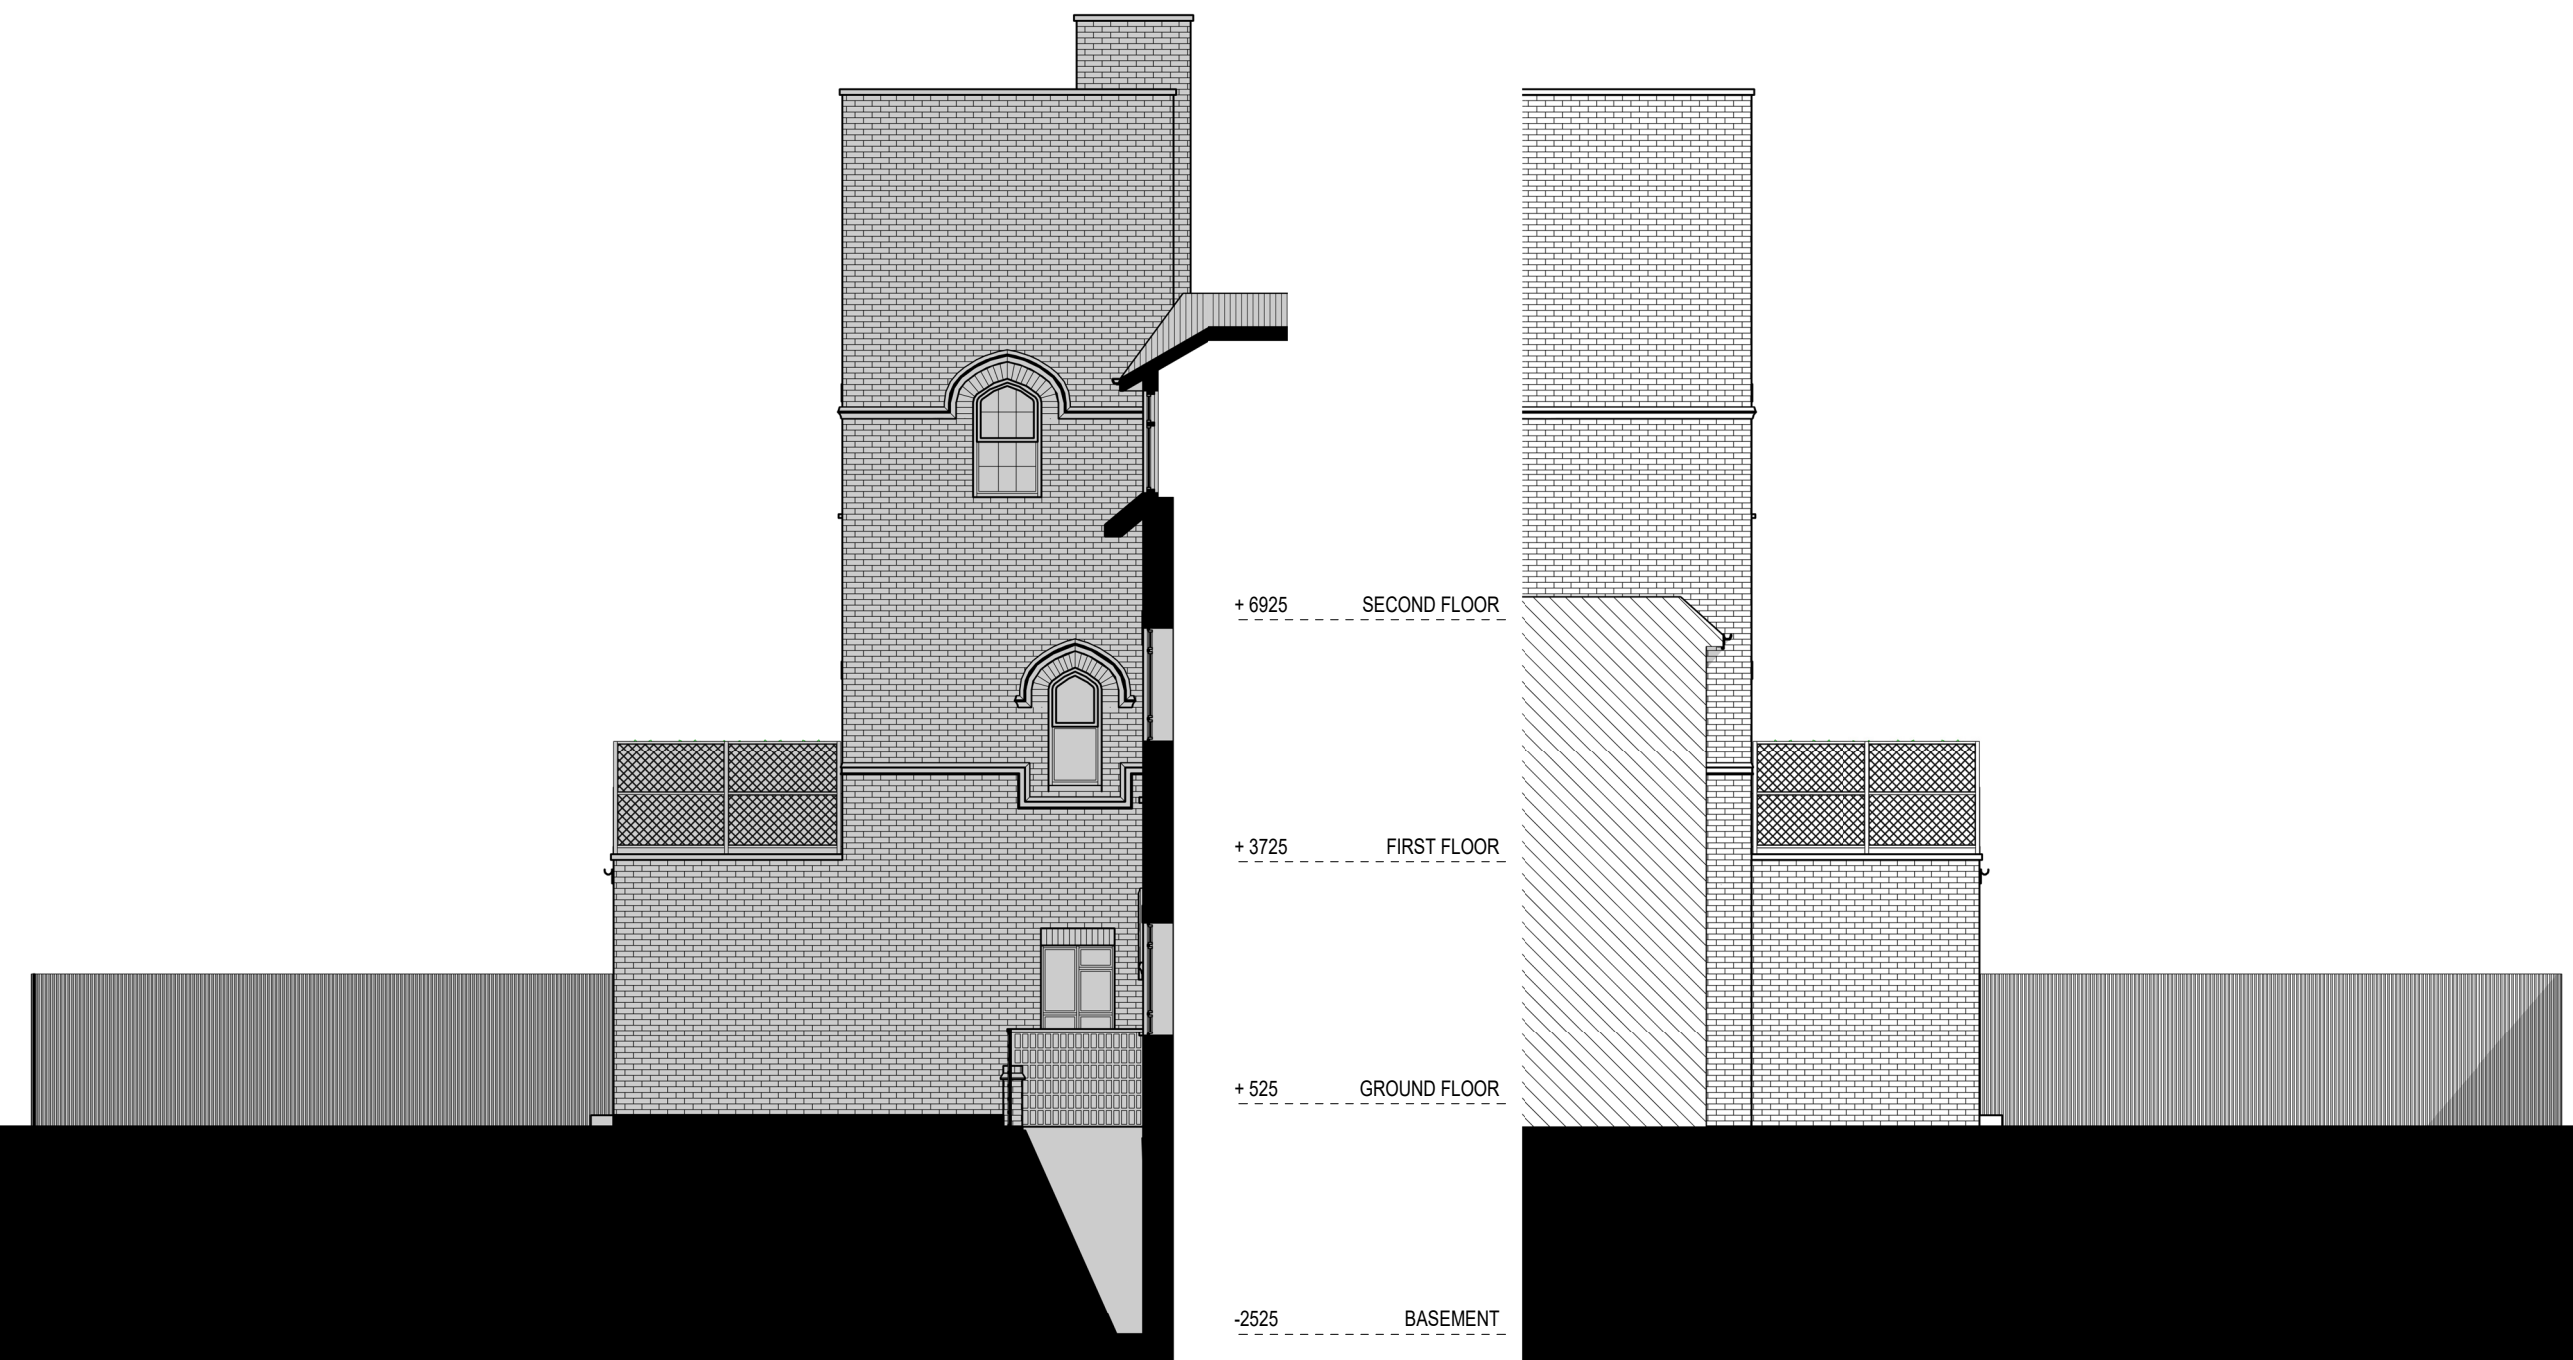 + 6925 SECOND FLOOR
+ 3725 FIRST FLOOR
+ 525 GROUND FLOOR
-2525 BASEMENT